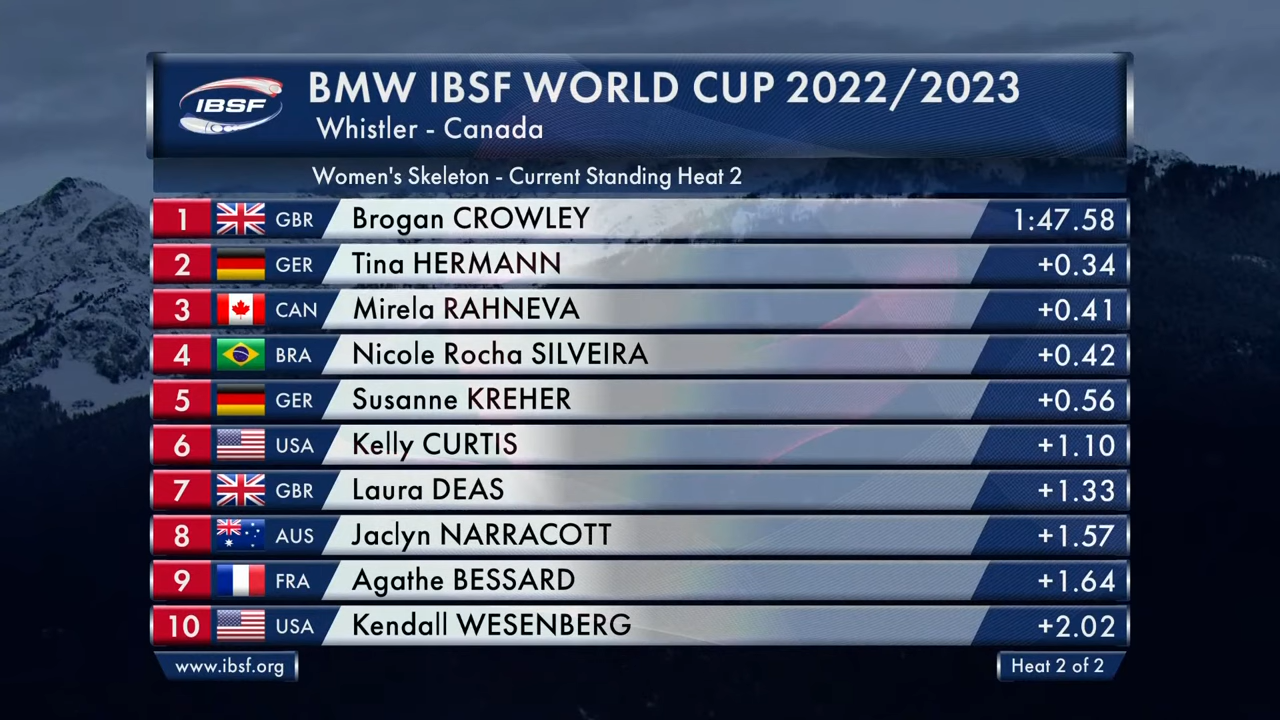 IBSF
BMW IBSF WORLD CUP 2022/2023
Whistler - Canada
Women's Skeleton - Current Standing Heat 2
1 GBR Brogan CROWLEY 1:47.58
2 GER Tina HERMANN +0.34
3 CAN Mirela RAHNEVA +0.41
4 BRA Nicole Rocha SILVEIRA +0.42
5 GER Susanne KREHER +0.56
6 USA Kelly CURTIS +1.10
7 GBR Laura DEAS +1.33
8 AUS Jaclyn NARRACOTT +1.57
9 FRA Agathe BESSARD +1.64
10 USA Kendall WESENBERG +2.02
www.ibsf.org Heat 2 of 2